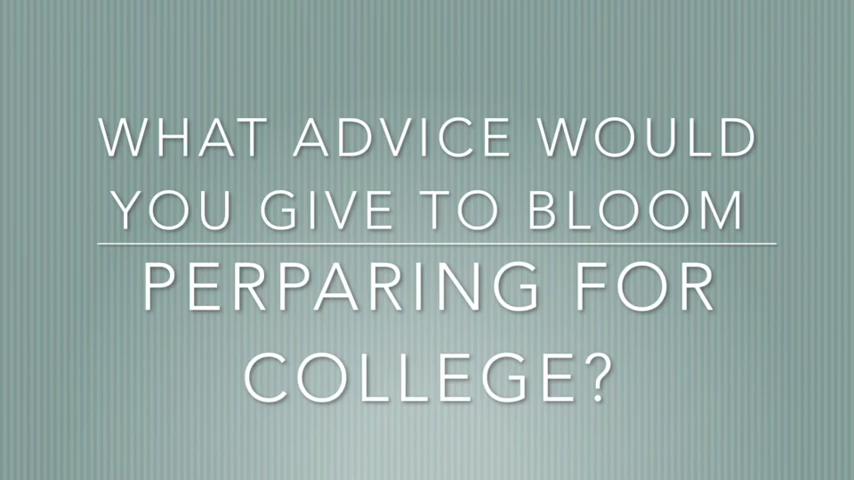 WHAT ADVICE WOULD
YOU GIVE TO BLOOM
PERPARING FOR
COLLEGE?